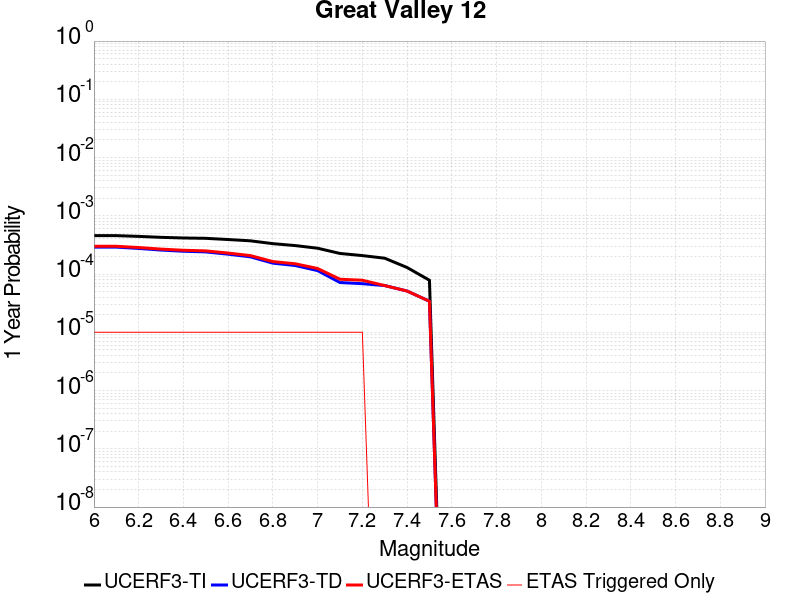 Great Valley 12
10^0
10^-1
10^-2
10^-3
10^-4
10^-5
10^-6
10^-7
10^-8
1 Year Probability
6 6.2 6.4 6.6 6.8 7 7.2 7.4 7.6 7.8 8 8.2 8.4 8.6 8.8 9
Magnitude
UCERF3-TI UCERF3-TD UCERF3-ETAS ETAS Triggered Only